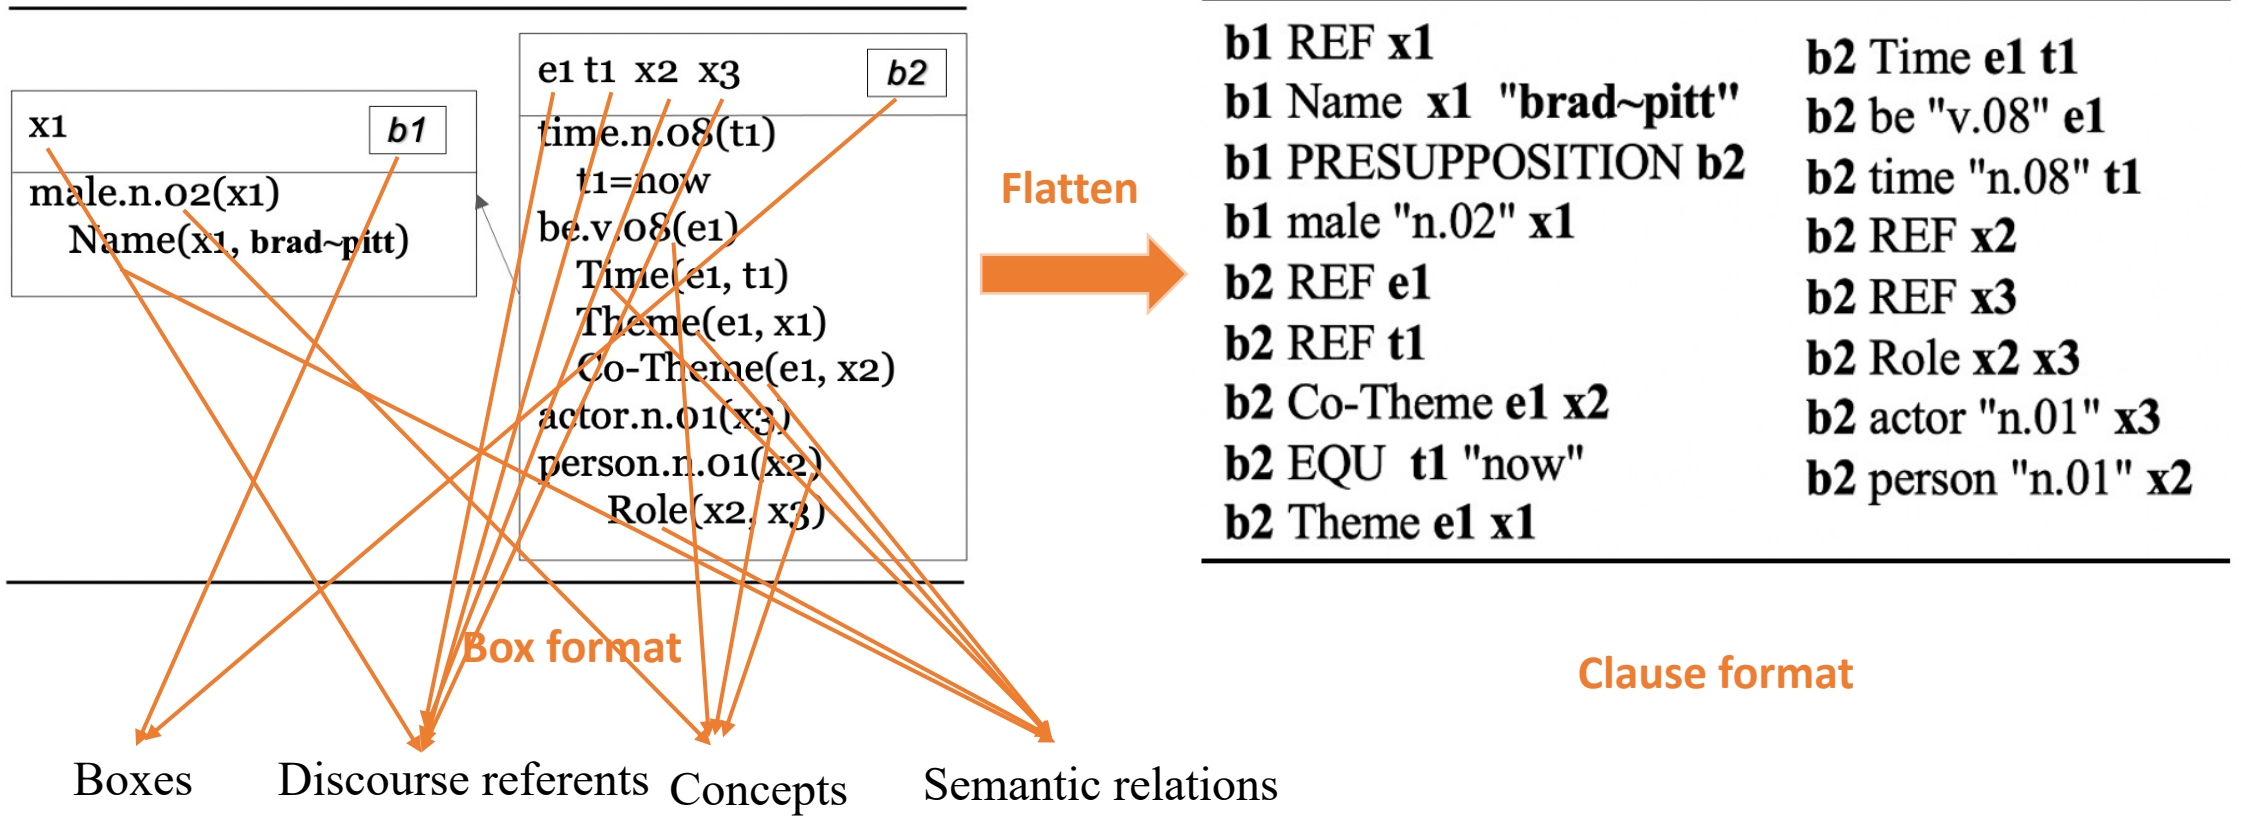 x1
b1
male.n.02(x1)
Name(x1, brad~pitt)
e1 t1 x2 x3
b2
time.n.08(t1)
t1=now
be.v.08(e1)
Time(e1, t1)
Theme(e1, x1)
Co-Theme(e1, x2)
actor.n.01(x3)
person.n.01(x2)
Role(x2, x3)
Box format
Boxes
Discourse referents
Concepts
Semantic relations
Flatten
b1 REF x1
b1 Name x1 "brad~pitt"
b1 PRESUPPOSITION b2
b1 male "n.02" x1
b2 REF e1
b2 REF t1
b2 Co-Theme e1 x2
b2 EQU t1 "now"
b2 Theme e1 x1
b2 Time e1 t1
b2 be "v.08" e1
b2 time "n.08" t1
b2 REF x2
b2 REF x3
b2 Role x2 x3
b2 actor "n.01" x3
b2 person "n.01" x2
Clause format